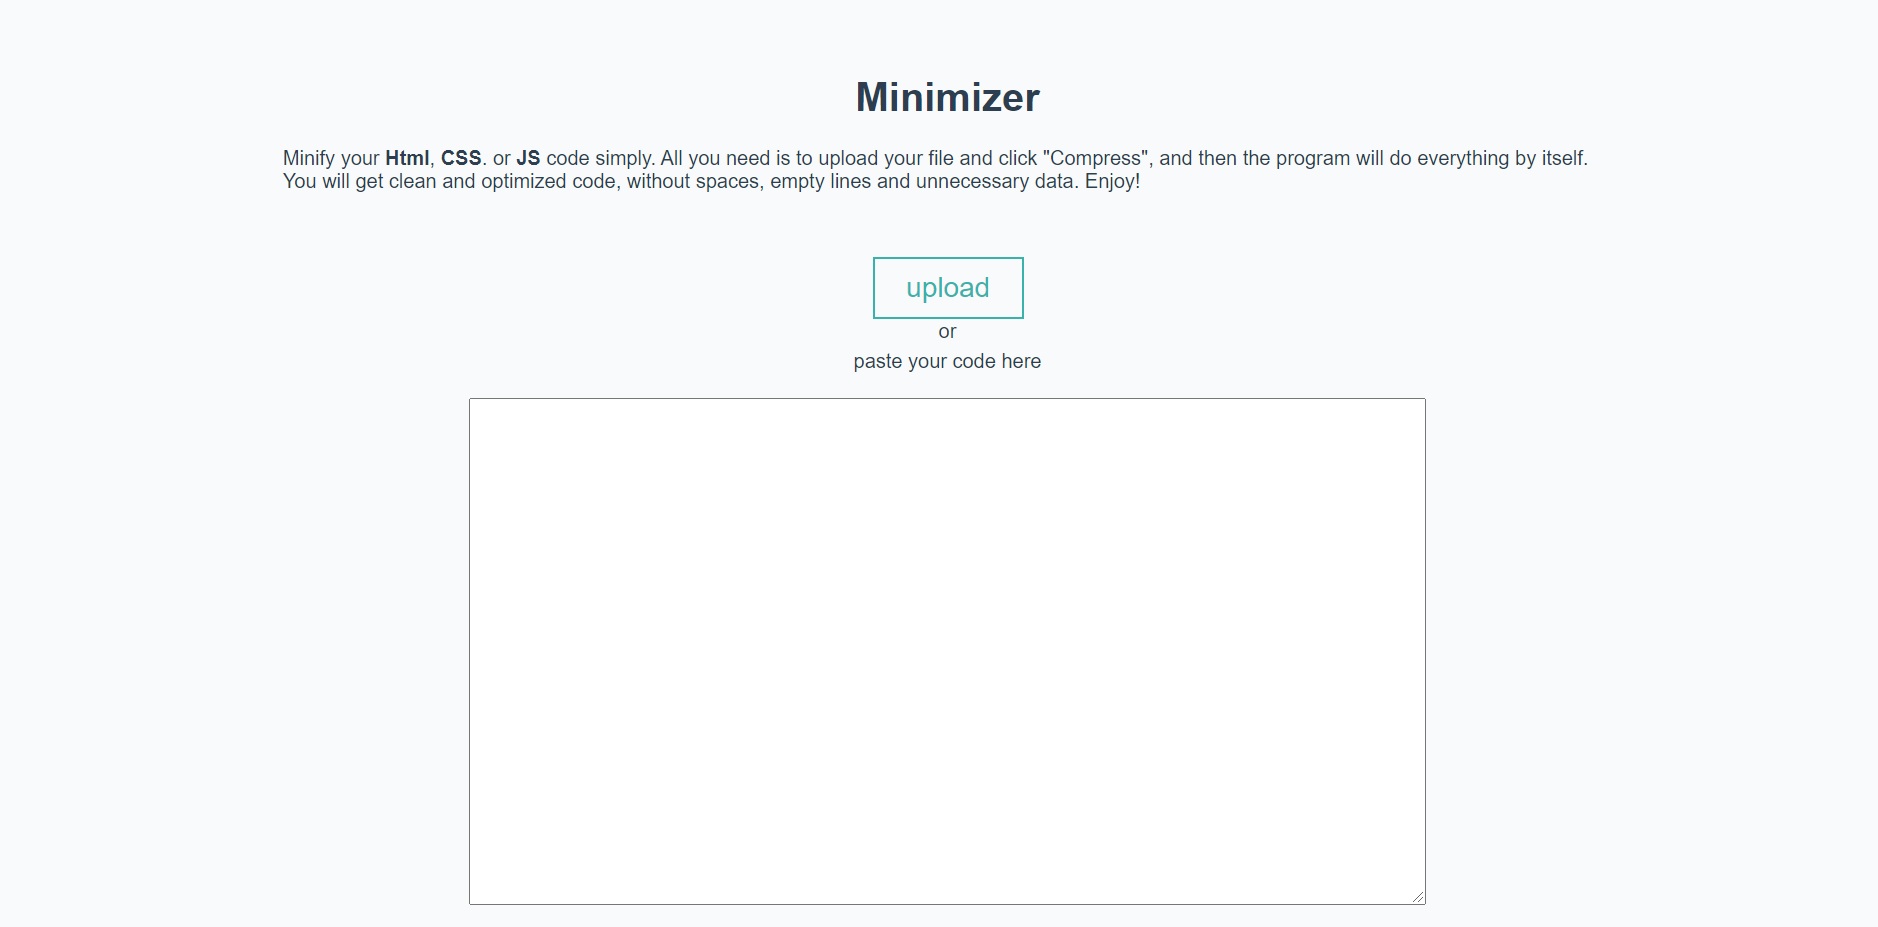 Minimizer
Minify your Html, CSS. or JS code simply. All you need is to upload your file and click "Compress", and then the program will do everything by itself.
You will get clean and optimized code, without spaces, empty lines and unnecessary data. Enjoy!
upload
or
paste your code here